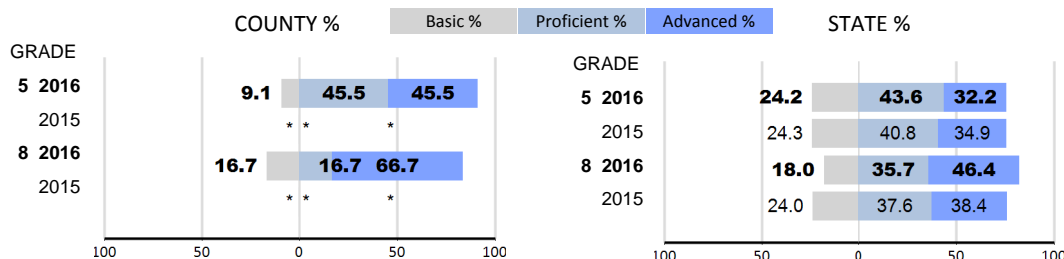 COUNTY % Basic % Proficient % Advanced % STATE %
GRADE
5 2016 9.1 45.5 45.5
2015 * * *
8 2016 16.7 16.7 66.7
2015 * * *
100 50 0 50 100
GRADE
5 2016 24.2 43.6 32.2
2015 24.3 40.8 34.9
8 2016 18.0 35.7 46.4
2015 24.0 37.6 38.4
100 50 0 50 100